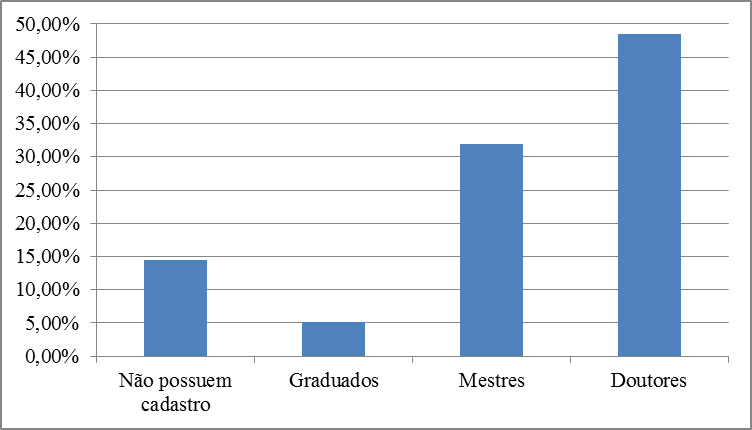 50,00%
45,00%
40,00%
35,00%
30,00%
25,00%
20,00%
15,00%
10,00%
5,00%
0,00%
Não possuem
cadastro
Graduados
Mestres
Doutores